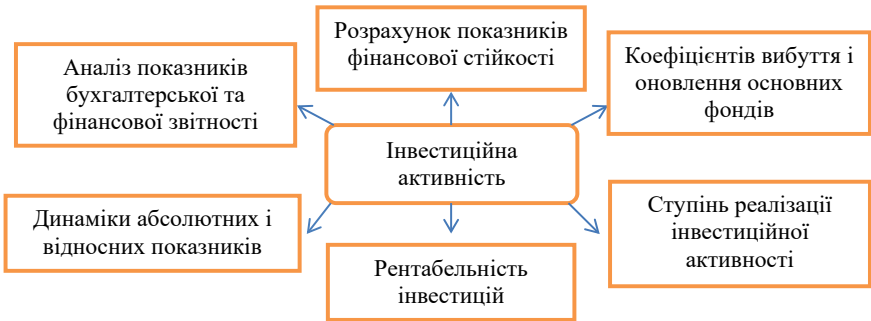 Розрахунок показників
фінансової стійкості
Аналіз показників
бухгалтерської та
фінансової звітності
Коефіцієнтів вибуття і
оновлення основних
фондів
Інвестиційна
активність
Динаміки абсолютних і
відносних показників
Рентабельність
інвестицій
Ступінь реалізації
інвестиційної
активності